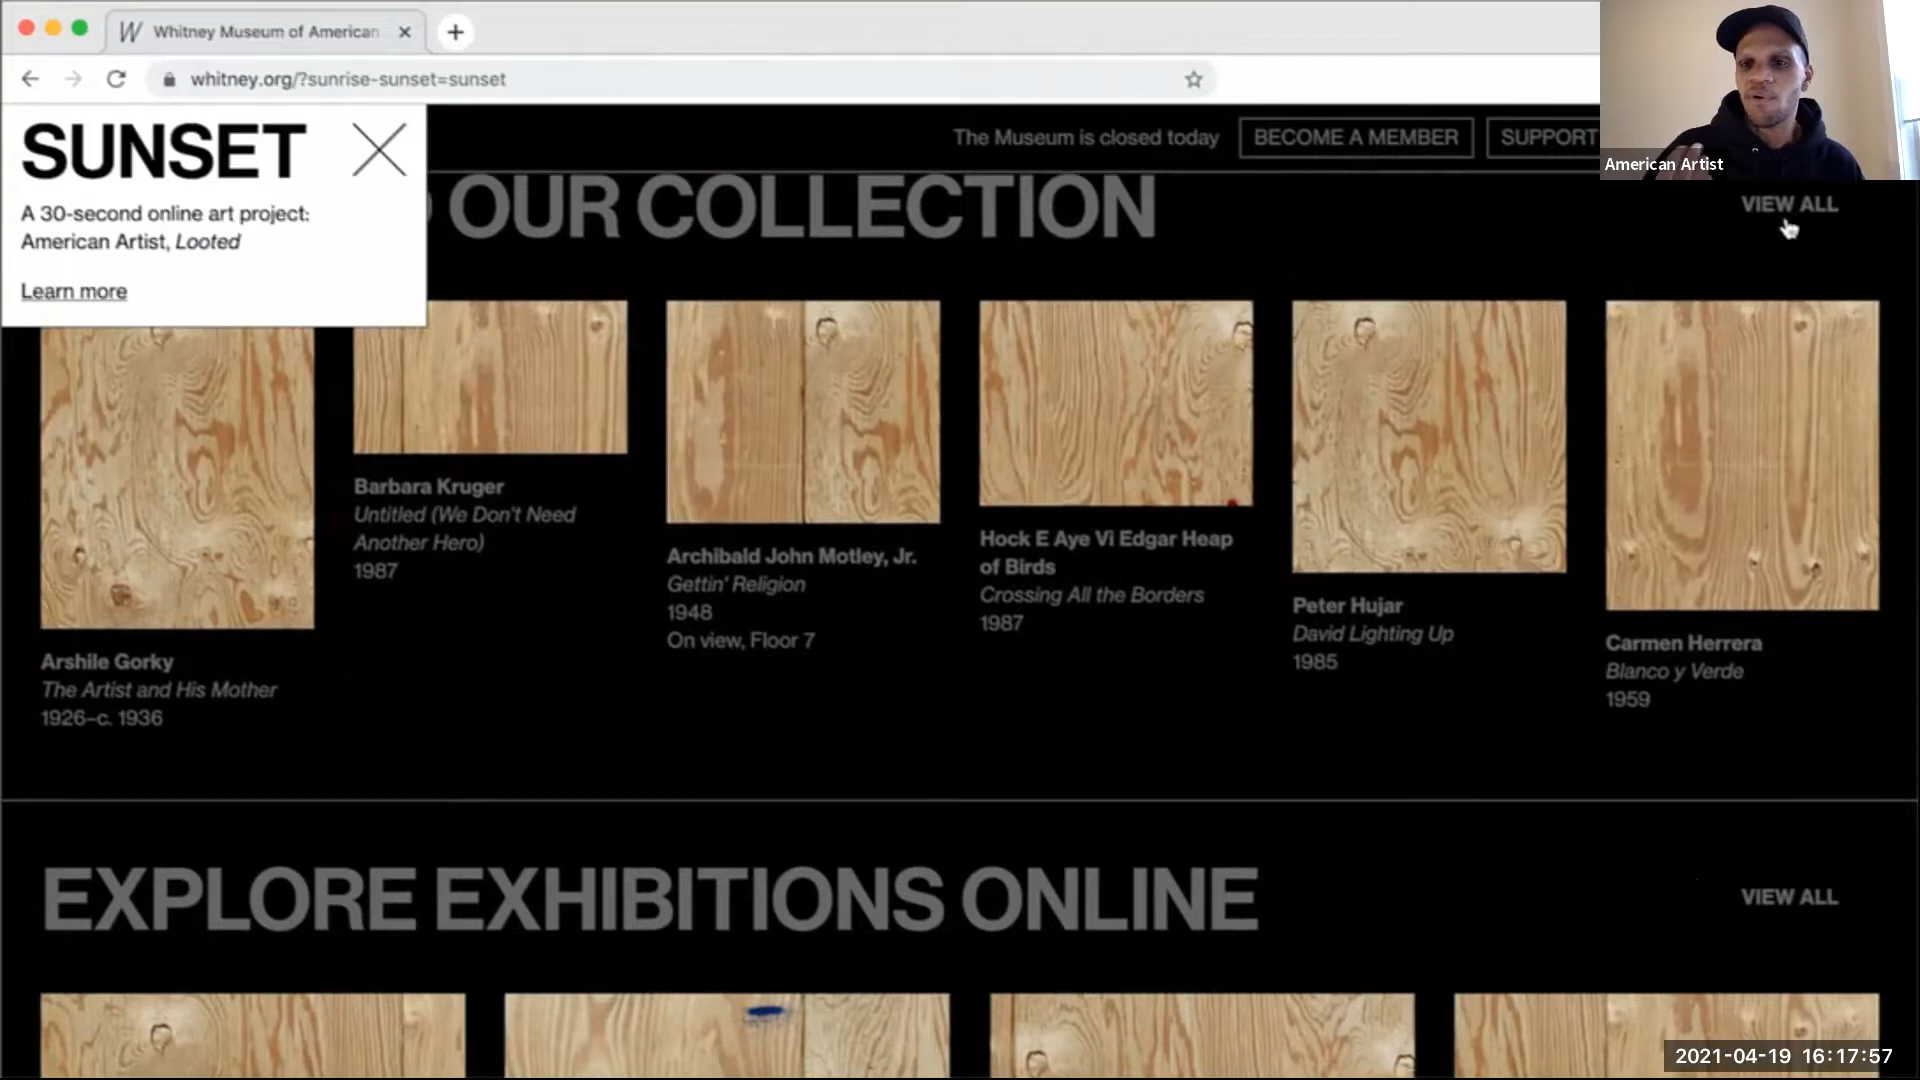 Whitney Museum of American
whitney.org/?sunrise-sunset=sunset
SUNSET
A 30-second online art project:
American Artist, Looted
Learn more
The Museum is closed today
BECOME A MEMBER
SUPPORT
American Artist
OUR COLLECTION
VIEW ALL
Arshile Gorky
The Artist and His Mother
1926–c. 1936
Barbara Kruger
Untitled (We Don't Need
Another Hero)
1987
Archibald John Motley, Jr.
Gettin' Religion
1948
On view, Floor 7
Hock E Aye Vi Edgar Heap
of Birds
Crossing All the Borders
1987
Peter Hujar
David Lighting Up
1985
Carmen Herrera
Blanco y Verde
1959
EXPLORE EXHIBITIONS ONLINE
VIEW ALL
2021-04-19 16:17:57